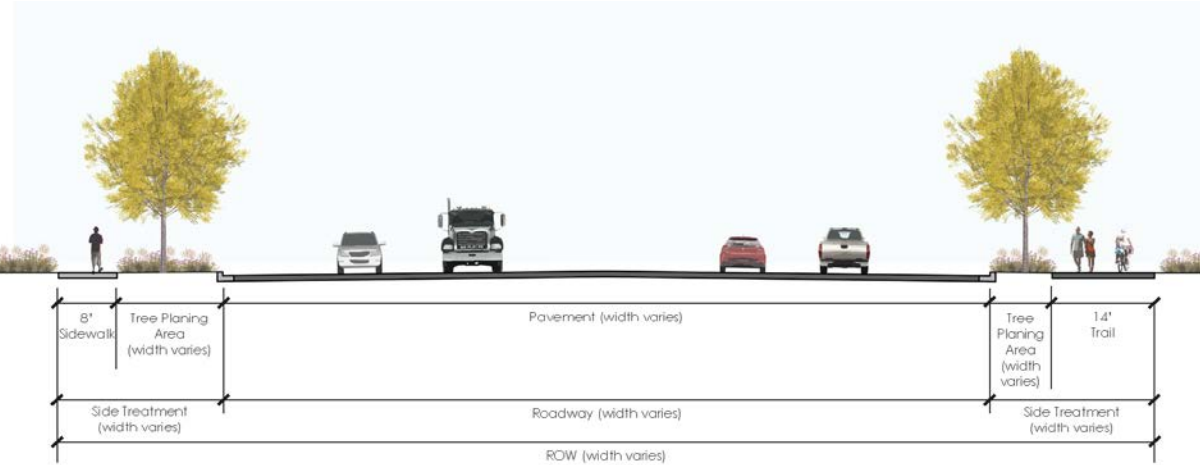 8'
Sidewalk
Tree Planing
Area
(width varies)
Pavement (width varies)
Tree
Planing
Area
(width
varies)
14'
Trail
Side Treatment
(width varies)
Roadway (width varies)
Side Treatment
(width varies)
ROW (width varies)